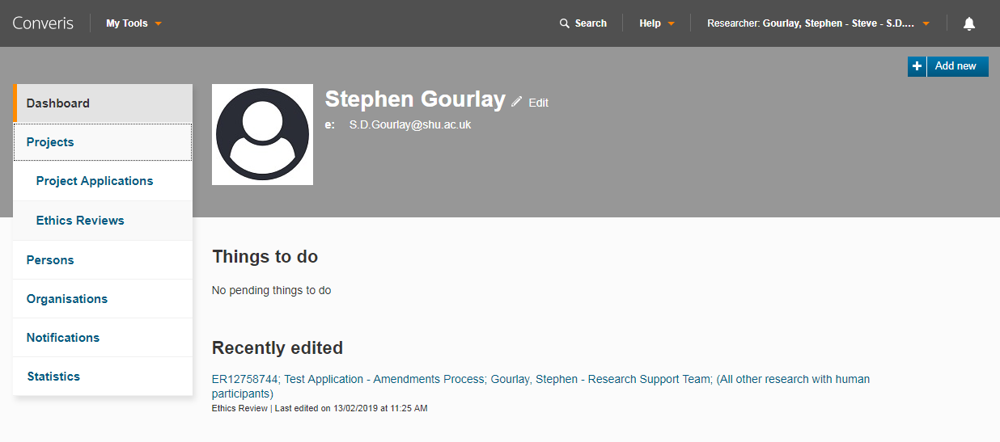 Converis
My Tools
Search
Help
Researcher: Gourlay, Stephen - Steve - S.D....
Add new
Dashboard
Projects
Project Applications
Ethics Reviews
Persons
Organisations
Notifications
Statistics
Stephen Gourlay
Edit
e: S.D.Gourlay@shu.ac.uk
Things to do
No pending things to do
Recently edited
ER12758744; Test Application - Amendments Process; Gourlay, Stephen - Research Support Team; (All other research with human
participants)
Ethics Review | Last edited on 13/02/2019 at 11:25 AM